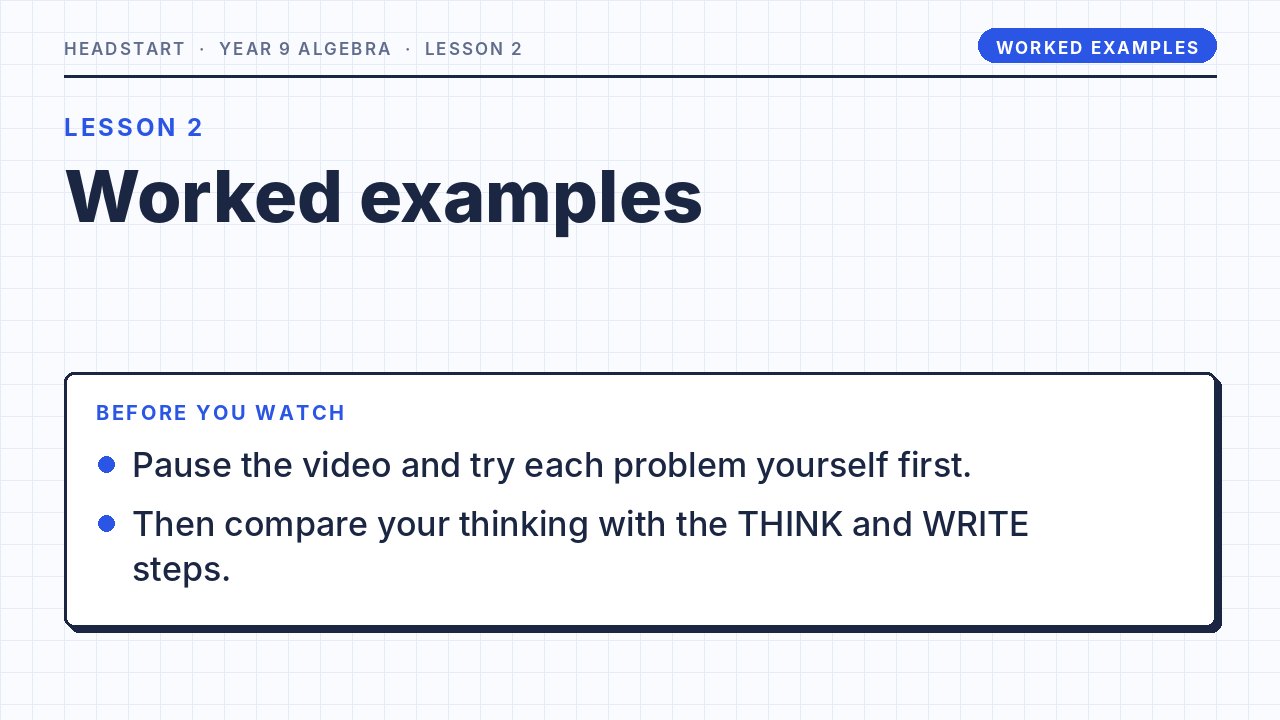 HEADSTART · YEAR 9 ALGEBRA · LESSON 2
WORKED EXAMPLES
LESSON 2
Worked examples
BEFORE YOU WATCH
Pause the video and try each problem yourself first.
Then compare your thinking with the THINK and WRITE
steps.